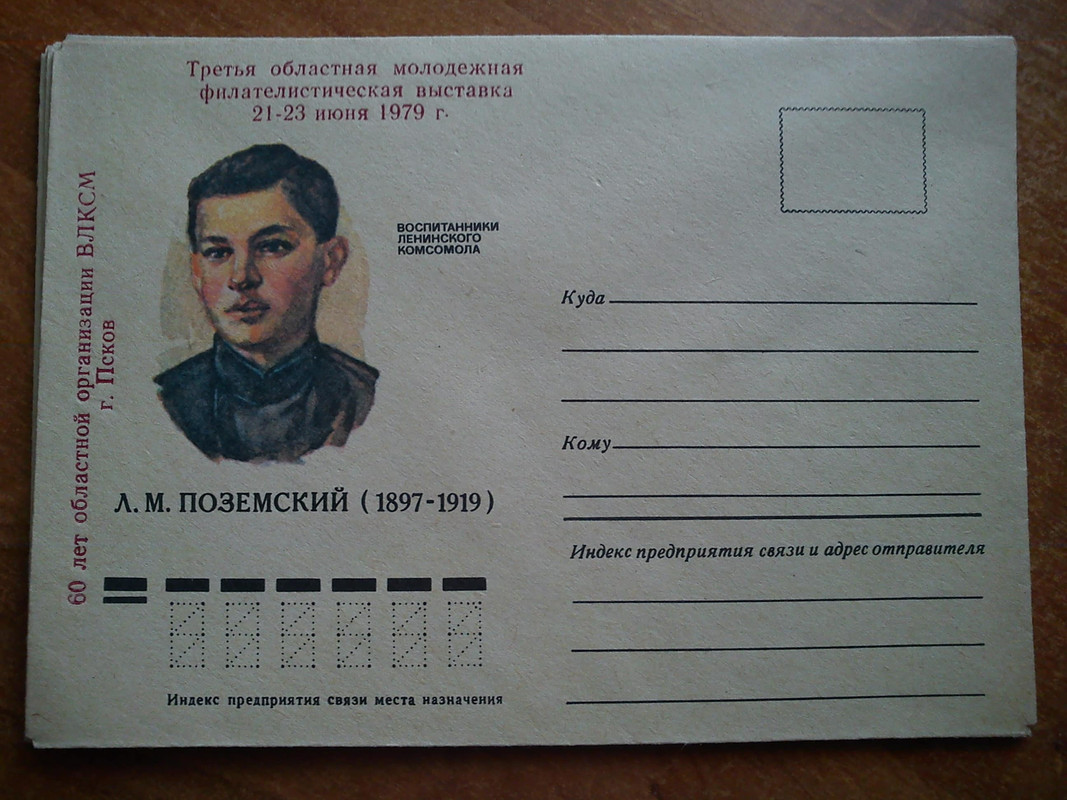 Третья областная молодежная
филателистическая выставка
21-23 июня 1979 г.
60 лет областной организации ВЛКСМ
г. Псков
ВОСПИТАННИКИ
ЛЕНИНСКОГО
КОМСОМОЛА
Л. М. ПОЗЕМСКИЙ ( 1897-1919 )
Куда
Кому
Индекс предприятия связи и адрес отправителя
Индекс предприятия связи места назначения